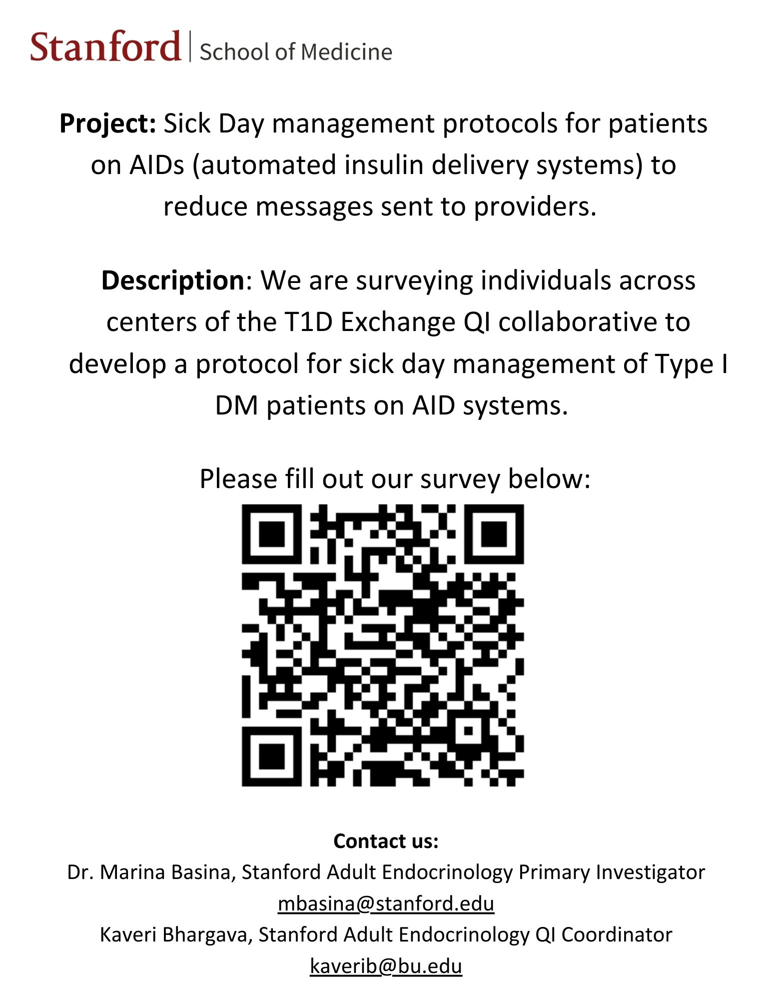 Stanford | School of Medicine
Project: Sick Day management protocols for patients
on AIDs (automated insulin delivery systems) to
reduce messages sent to providers.
Description: We are surveying individuals across
centers of the T1D Exchange QI collaborative to
develop a protocol for sick day management of Type I
DM patients on AID systems.
Please fill out our survey below:
Contact us:
Dr. Marina Basina, Stanford Adult Endocrinology Primary Investigator
mbasina@stanford.edu
Kaveri Bhargava, Stanford Adult Endocrinology QI Coordinator
kaverib@bu.edu